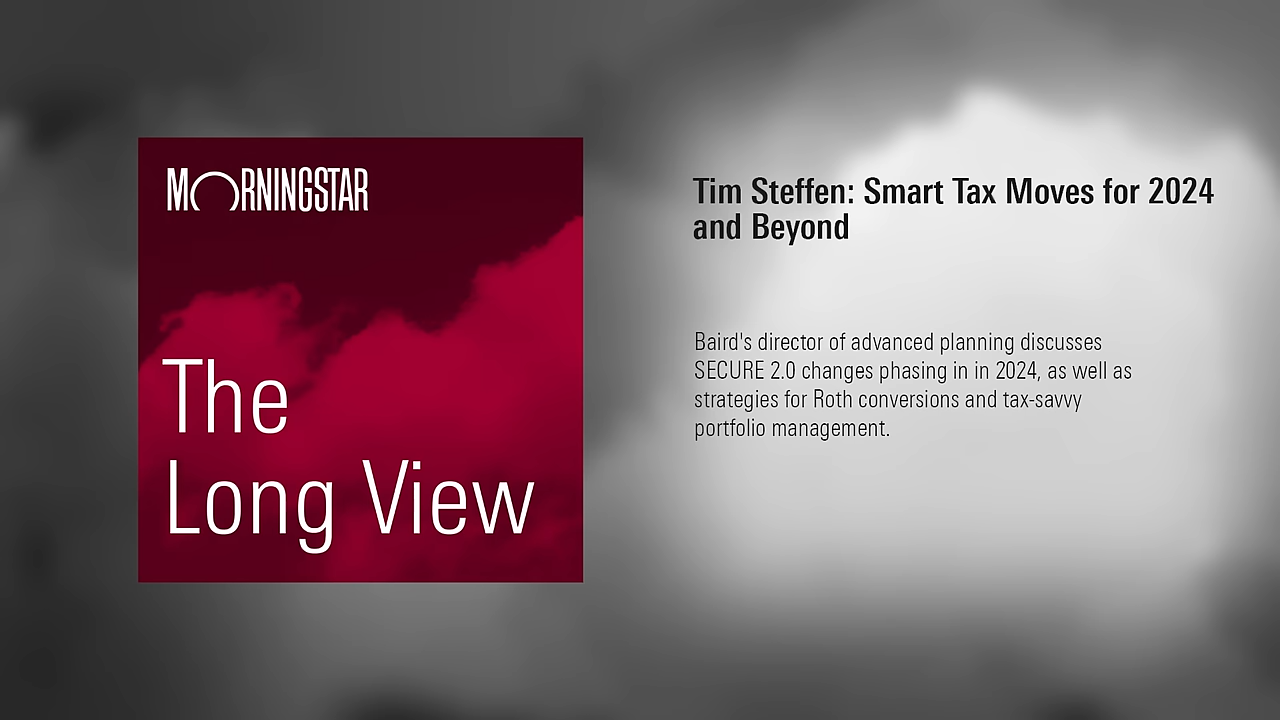 MORNINGSTAR
The
Long View
Tim Steffen: Smart Tax Moves for 2024
and Beyond
Baird's director of advanced planning discusses
SECURE 2.0 changes phasing in in 2024, as well as
strategies for Roth conversions and tax-savvy
portfolio management.